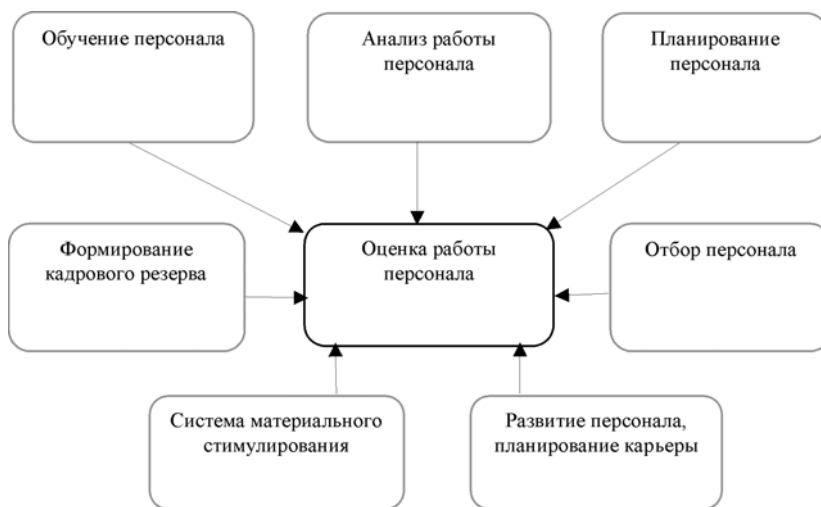 Обучение персонала
Анализ работы
персонала
Планирование
персонала
Формирование
кадрового резерва
Оценка работы
персонала
Отбор персонала
Система материального
стимулирования
Развитие персонала,
планирование карьеры